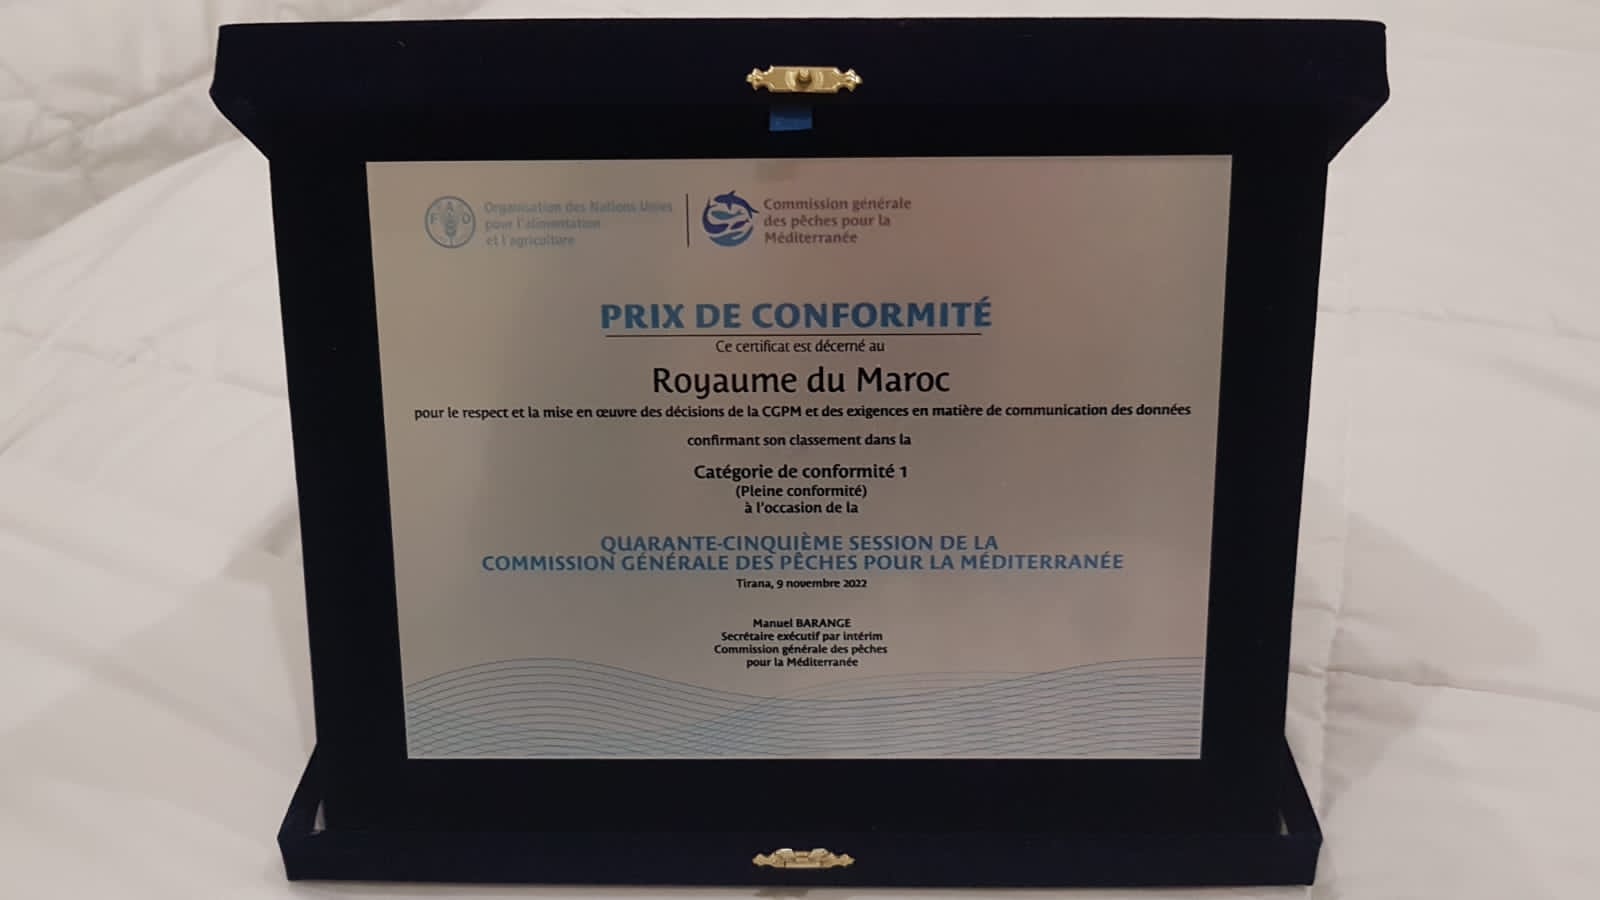 FAO
Organisation des Nations Unies
pour l'alimentation
et l'agriculture
Commission générale
des pêches pour la
Méditerranée
PRIX DE CONFORMITÉ
Ce certificat est décerné au
Royaume du Maroc
pour le respect et la mise en œuvre des décisions de la CGPM et des exigences en matière de communication des données
confirmant son classement dans la
Catégorie de conformité 1
(Pleine conformité)
à l'occasion de la
QUARANTE-CINQUIÈME SESSION DE LA
COMMISSION GÉNÉRALE DES PÊCHES POUR LA MÉDITERRANÉE
Tirana, 9 novembre 2022
Manuel BARANGE
Secrétaire exécutif par intérim
Commission générale des pêches
pour la Méditerranée